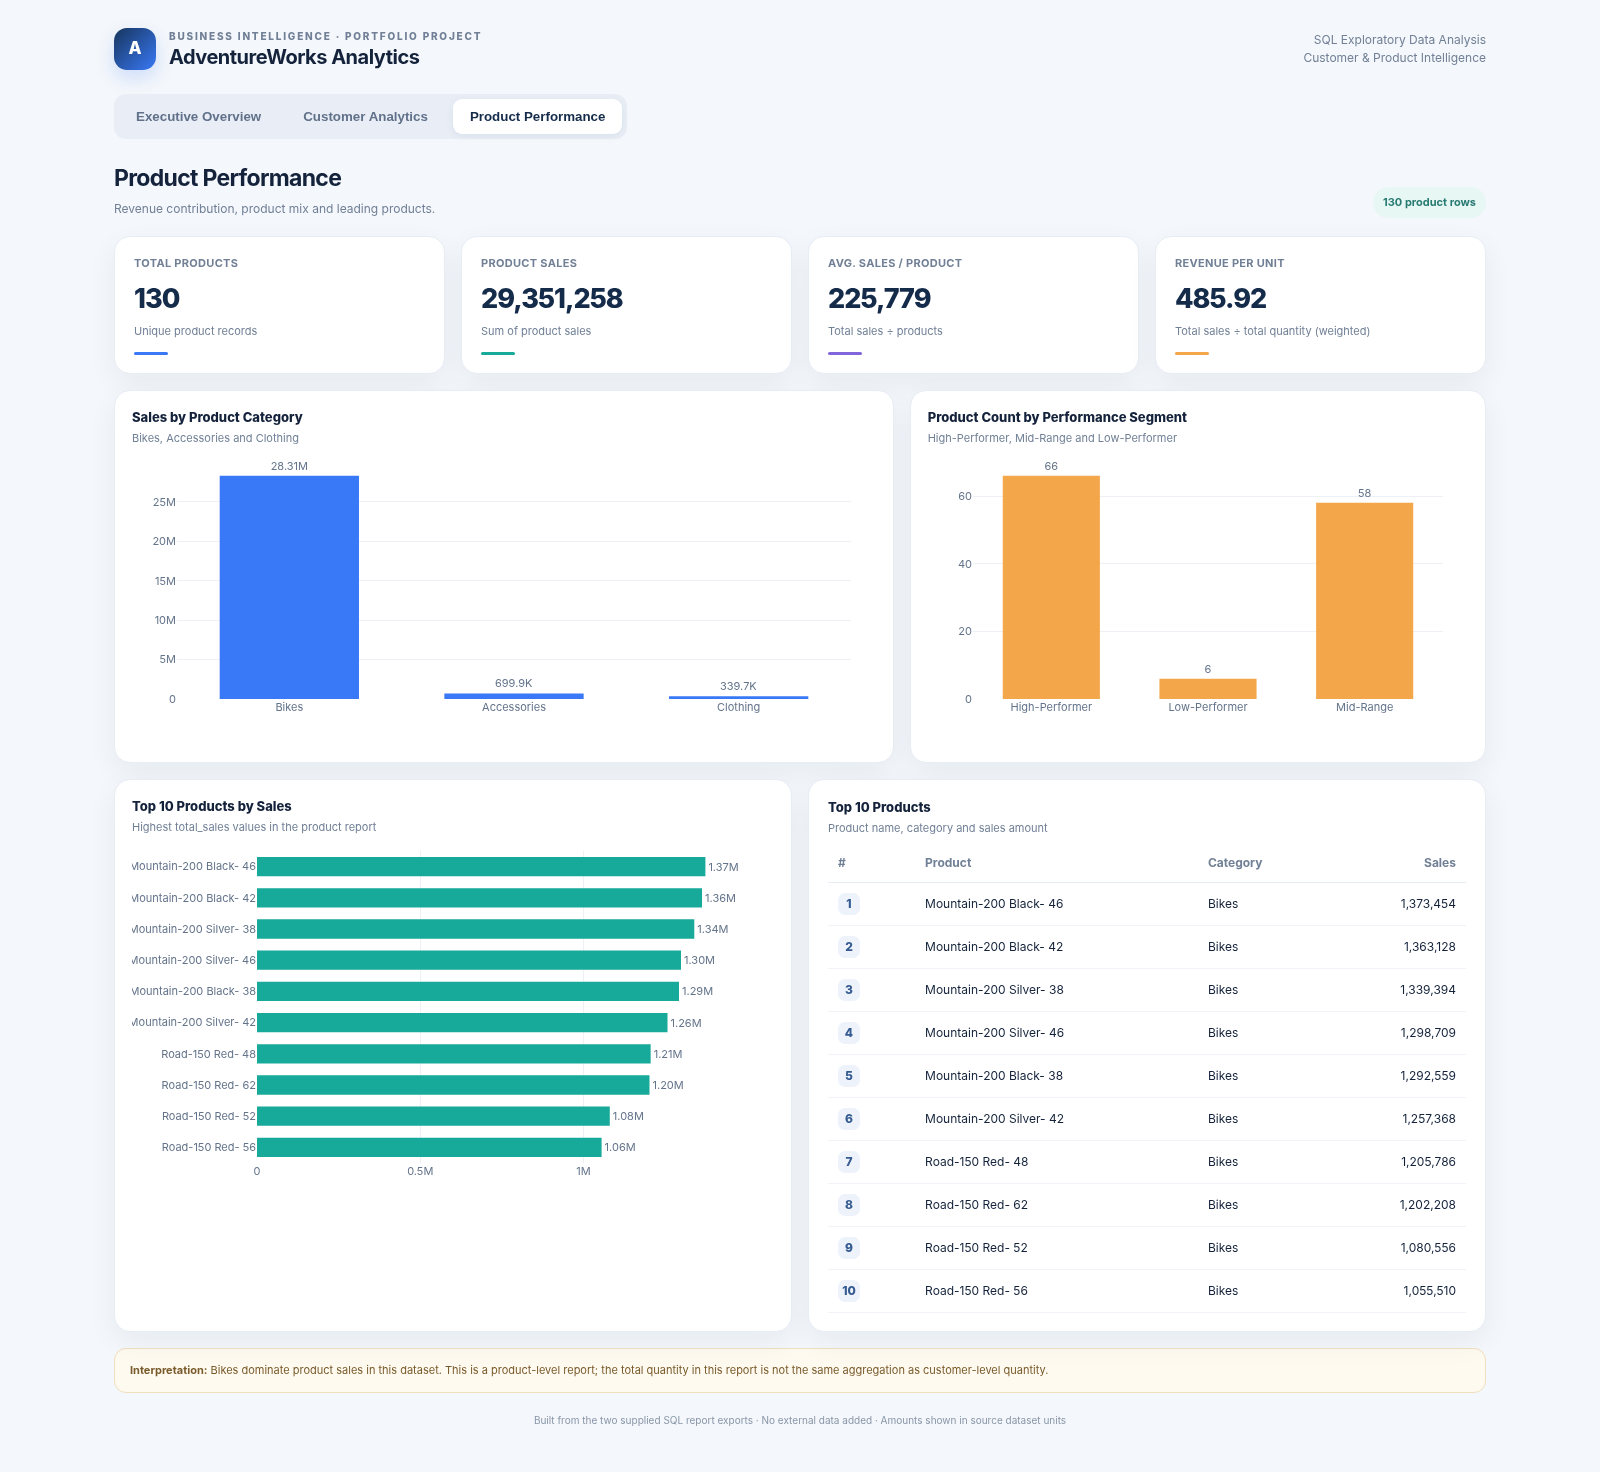 A
BUSINESS INTELLIGENCE · PORTFOLIO PROJECT
AdventureWorks Analytics
SQL Exploratory Data Analysis
Customer & Product Intelligence
Executive Overview
Customer Analytics
Product Performance
Product Performance
Revenue contribution, product mix and leading products.
130 product rows
TOTAL PRODUCTS
130
Unique product records
PRODUCT SALES
29,351,258
Sum of product sales
AVG. SALES / PRODUCT
225,779
Total sales ÷ products
REVENUE PER UNIT
485.92
Total sales ÷ total quantity (weighted)
Sales by Product Category
Bikes, Accessories and Clothing
28.31M
699.9K
339.7K
25M
20M
15M
10M
5M
0
Bikes
Accessories
Clothing
Product Count by Performance Segment
High-Performer, Mid-Range and Low-Performer
66
6
58
60
40
20
0
High-Performer
Low-Performer
Mid-Range
Top 10 Products by Sales
Highest total_sales values in the product report
Mountain-200 Black- 46 1.37M
Mountain-200 Black- 42 1.36M
Mountain-200 Silver- 38 1.34M
Mountain-200 Silver- 46 1.30M
Mountain-200 Black- 38 1.29M
Mountain-200 Silver- 42 1.26M
Road-150 Red- 48 1.21M
Road-150 Red- 62 1.20M
Road-150 Red- 52 1.08M
Road-150 Red- 56 1.06M
0 0.5M 1M
Top 10 Products
Product name, category and sales amount
# Product Category Sales
1 Mountain-200 Black- 46 Bikes 1,373,454
2 Mountain-200 Black- 42 Bikes 1,363,128
3 Mountain-200 Silver- 38 Bikes 1,339,394
4 Mountain-200 Silver- 46 Bikes 1,298,709
5 Mountain-200 Black- 38 Bikes 1,292,559
6 Mountain-200 Silver- 42 Bikes 1,257,368
7 Road-150 Red- 48 Bikes 1,205,786
8 Road-150 Red- 62 Bikes 1,202,208
9 Road-150 Red- 52 Bikes 1,080,556
10 Road-150 Red- 56 Bikes 1,055,510
Interpretation: Bikes dominate product sales in this dataset. This is a product-level report; the total quantity in this report is not the same aggregation as customer-level quantity.
Built from the two supplied SQL report exports · No external data added · Amounts shown in source dataset units